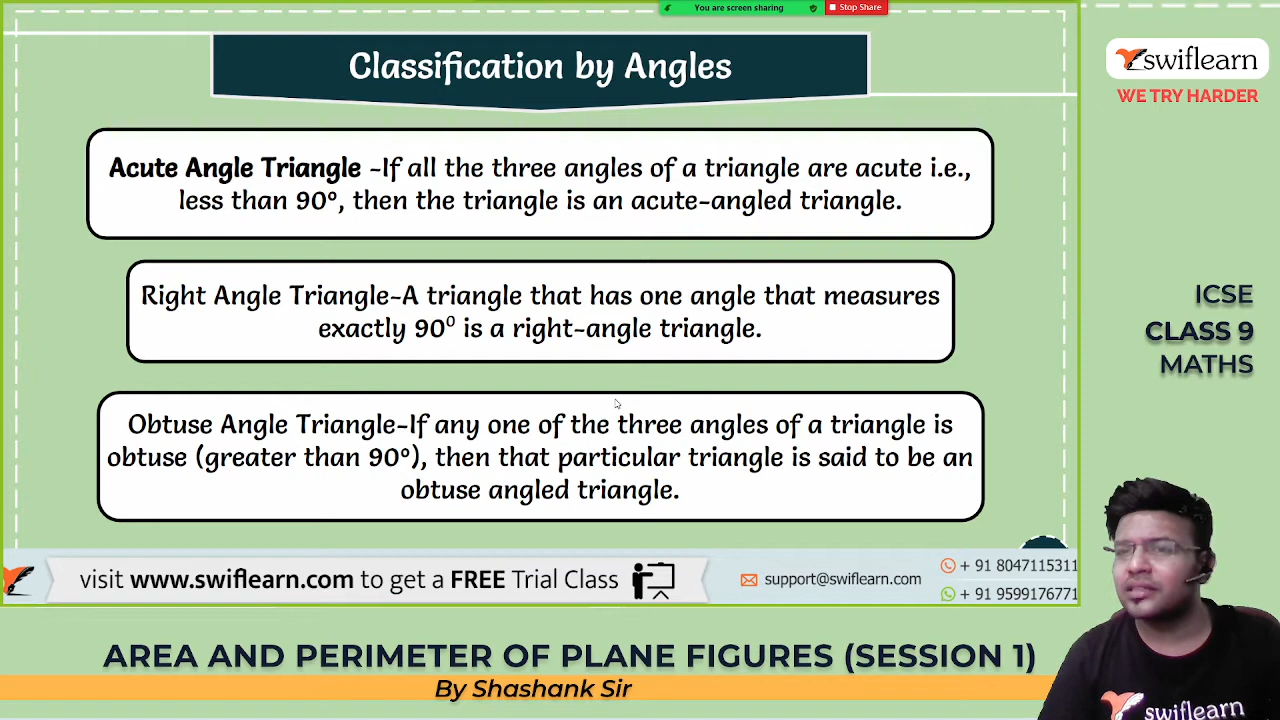 You are screen sharing
Stop Share
Classification by Angles
swiflearn
WE TRY HARDER
Acute Angle Triangle -If all the three angles of a triangle are acute i.e.,
less than 90º, then the triangle is an acute-angled triangle.
Right Angle Triangle-A triangle that has one angle that measures
exactly 90⁰ is a right-angle triangle.
ICSE
CLASS 9
MATHS
Obtuse Angle Triangle-If any one of the three angles of a triangle is
obtuse (greater than 90º), then that particular triangle is said to be an
obtuse angled triangle.
visit www.swiflearn.com to get a FREE Trial Class
support@swiflearn.com
+ 91 8047115311
+ 91 9599176771
AREA AND PERIMETER OF PLANE FIGURES (SESSION 1)
By Shashank Sir
swiflearn